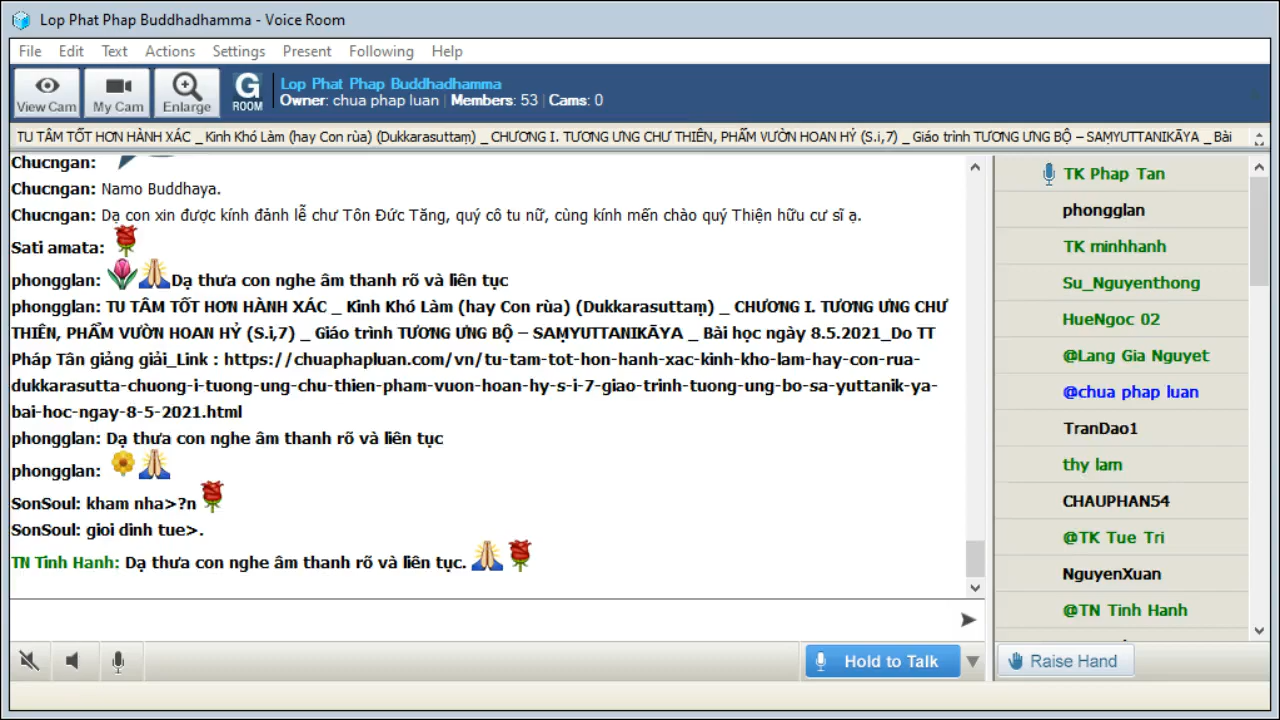 Lop Phat Phap Buddhadhamma - Voice Room
File Edit Text Actions Settings Present Following Help
View Cam
My Cam
Enlarge
G
ROOM
Lop Phat Phap Buddhadhamma
Owner: chua phap luan | Members: 53 | Cams: 0
TU TÂM TỐT HƠN HÀNH XÁC _ Kinh Khó Làm (hay Con rùa) (Dukkarasuttaṃ) _ CHƯƠNG I. TƯƠNG ƯNG CHƯ THIÊN, PHẨM VƯỜN HOAN HỶ (S.i,7) _ Giáo trình TƯƠNG ƯNG BỘ – SAṂYUTTANIKĀYA _ Bài
Chucngan:
Chucngan: Namo Buddhaya.
Chucngan: Dạ con xin được kính đảnh lễ chư Tôn Đức Tăng, quý cô tu nữ, cùng kính mến chào quý Thiện hữu cư sĩ ạ.
Sati amata:
phongglan: Dạ thưa con nghe âm thanh rõ và liên tục
phongglan: TU TÂM TỐT HƠN HÀNH XÁC _ Kinh Khó Làm (hay Con rùa) (Dukkarasuttaṃ) _ CHƯƠNG I. TƯƠNG ƯNG CHƯ
THIÊN, PHẨM VƯỜN HOAN HỶ (S.i,7) _ Giáo trình TƯƠNG ƯNG BỘ – SAṂYUTTANIKĀYA _ Bài học ngày 8.5.2021_Do TT
Pháp Tân giảng giải_Link : https://chuaphapluan.com/vn/tu-tam-tot-hon-hanh-xac-kinh-kho-lam-hay-con-rua-
dukkarasutta-chuong-i-tuong-ung-chu-thien-pham-vuon-hoan-hy-s-i-7-giao-trinh-tuong-ung-bo-sa-yuttanik-ya-
bai-hoc-ngay-8-5-2021.html
phongglan: Dạ thưa con nghe âm thanh rõ và liên tục
phongglan:
SonSoul: kham nha>?n
SonSoul: gioi dinh tue>.
TN Tinh Hanh: Dạ thưa con nghe âm thanh rõ và liên tục.
TK Phap Tan
phongglan
TK minhhanh
Su_Nguyenthong
HueNgoc 02
@Lang Gia Nguyet
@chua phap luan
TranDao1
thy lam
CHAUPHAN54
@TK Tue Tri
NguyenXuan
@TN Tinh Hanh
Hold to Talk
Raise Hand